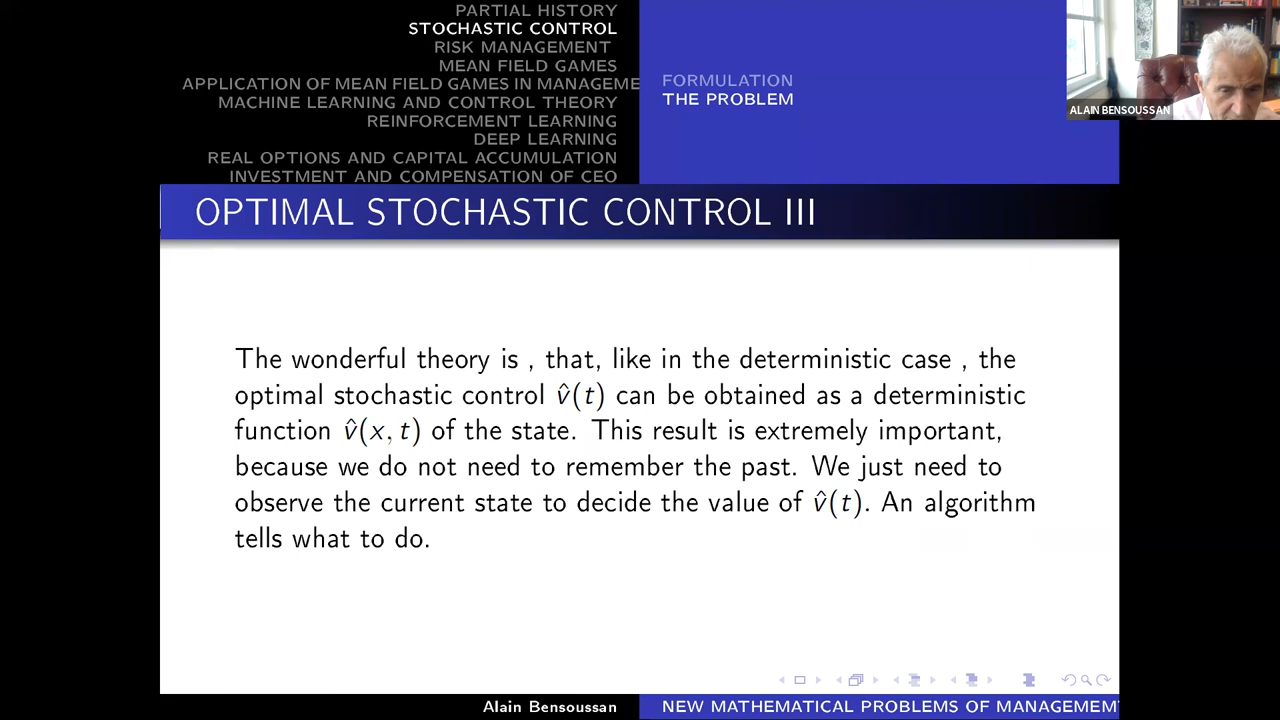 PARTIAL HISTORY
STOCHASTIC CONTROL
RISK MANAGEMENT
MEAN FIELD GAMES
APPLICATION OF MEAN FIELD GAMES IN MANAGEME
MACHINE LEARNING AND CONTROL THEORY
REINFORCEMENT LEARNING
DEEP LEARNING
REAL OPTIONS AND CAPITAL ACCUMULATION
INVESTMENT AND COMPENSATION OF CEO
FORMULATION
THE PROBLEM
ALAIN BENSOUSSAN
OPTIMAL STOCHASTIC CONTROL III
The wonderful theory is , that, like in the deterministic case , the
optimal stochastic control v̂(t) can be obtained as a deterministic
function v̂(x, t) of the state. This result is extremely important,
because we do not need to remember the past. We just need to
observe the current state to decide the value of v̂(t). An algorithm
tells what to do.
Alain Bensoussan
NEW MATHEMATICAL PROBLEMS OF MANAGEMENT